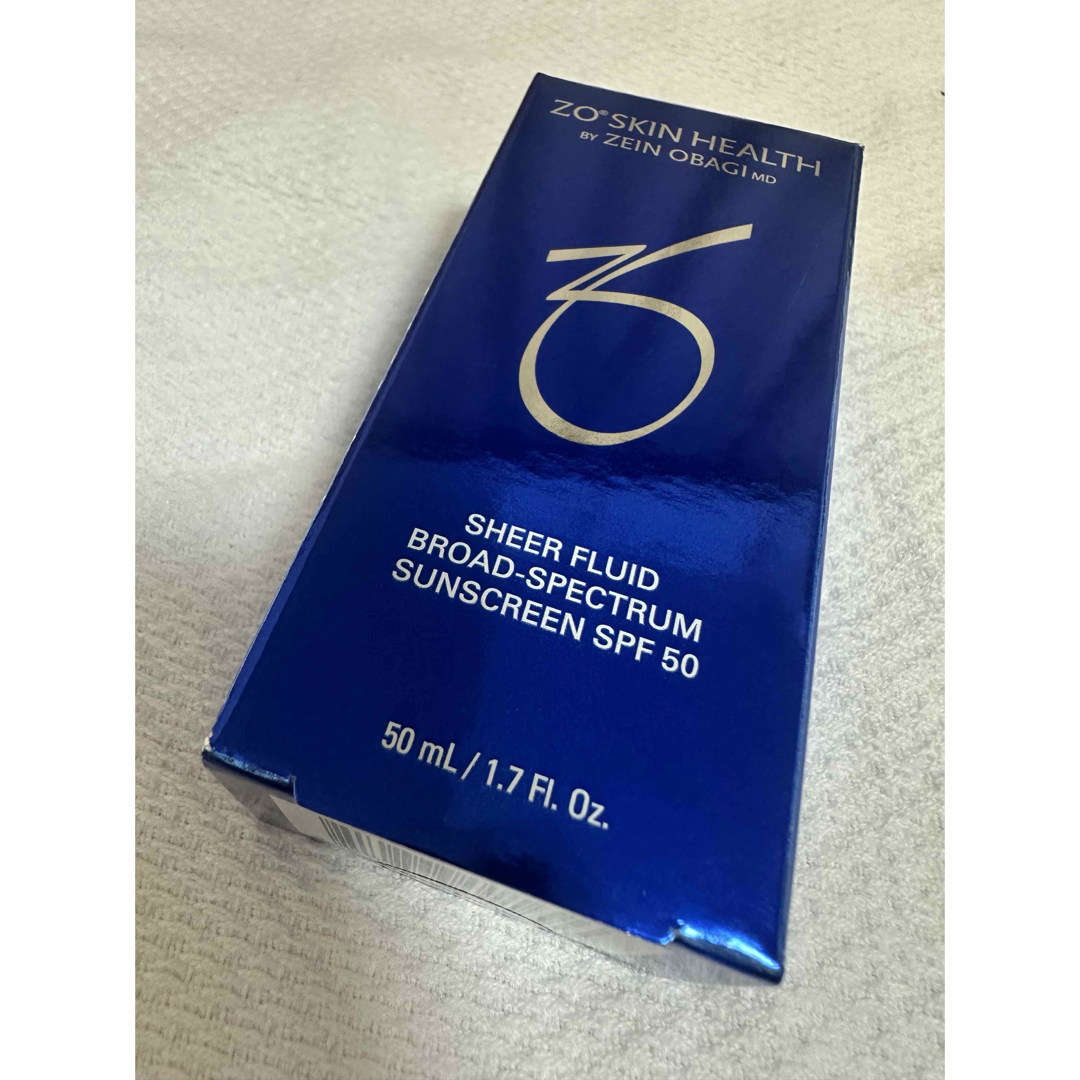 ZO® SKIN HEALTH
BY ZEIN OBAGI MD
SHEER FLUID
BROAD-SPECTRUM
SUNSCREEN SPF 50
50 mL / 1.7 Fl. Oz.